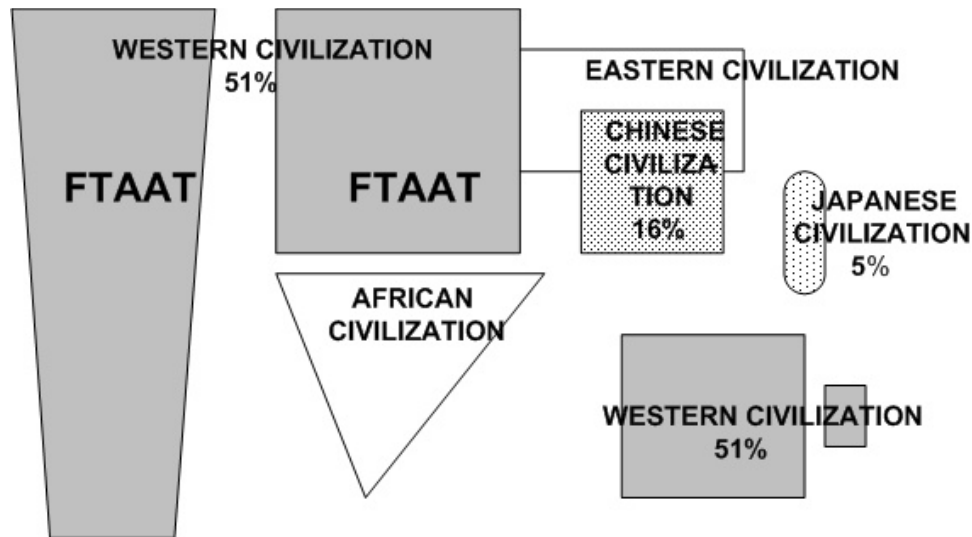 WESTERN CIVILIZATION
51%
EASTERN CIVILIZATION
CHINESE
CIVILIZA-
TION
16%
FTAAT
FTAAT
JAPANESE
CIVILIZATION
5%
AFRICAN
CIVILIZATION
WESTERN CIVILIZATION
51%